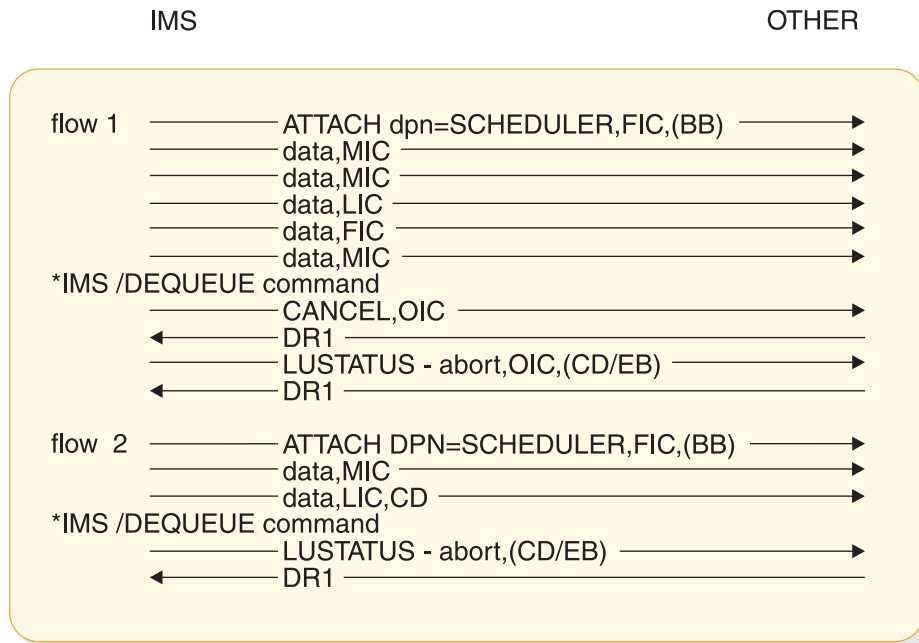 IMS OTHER
flow 1 ATTACH dpn=SCHEDULER,FIC,(BB)
data,MIC
data,MIC
data,LIC
data,FIC
data,MIC
*IMS /DEQUEUE command
CANCEL,OIC
DR1
LUSTATUS - abort,OIC,(CD/EB)
DR1
flow 2 ATTACH DPN=SCHEDULER,FIC,(BB)
data,MIC
data,LIC,CD
*IMS /DEQUEUE command
LUSTATUS - abort,(CD/EB)
DR1